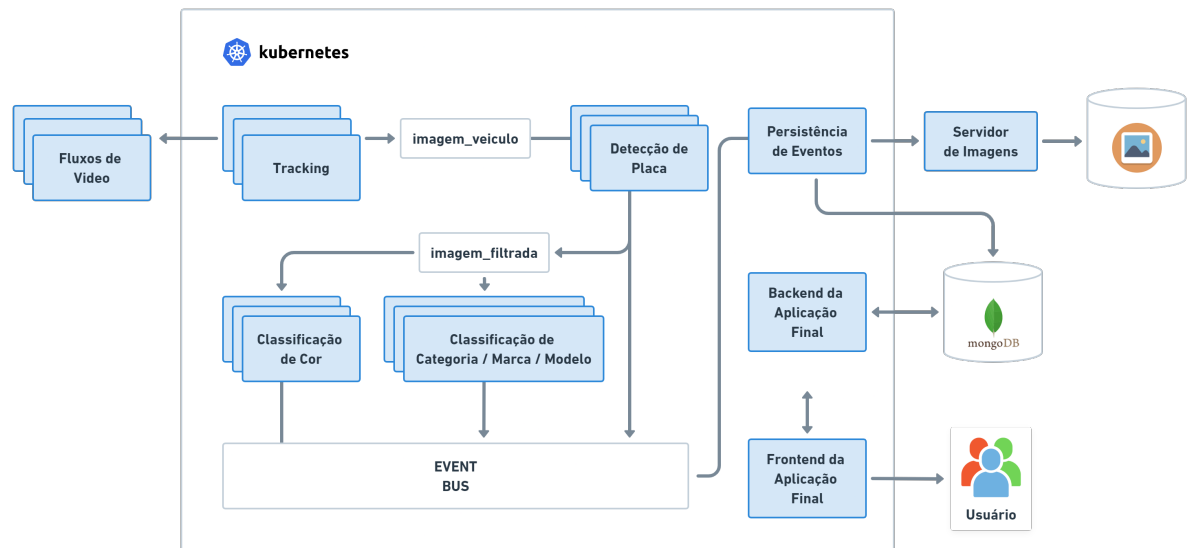 kubernetes
Fluxos de
Video
Tracking
imagem_veiculo
Detecção de
Placa
Persistência
de Eventos
Servidor
de Imagens
imagem_filtrada
Classificação
de Cor
Classificação de
Categoria / Marca / Modelo
Backend da
Aplicação
Final
mongoDB
EVENT
BUS
Frontend da
Aplicação
Final
Usuário